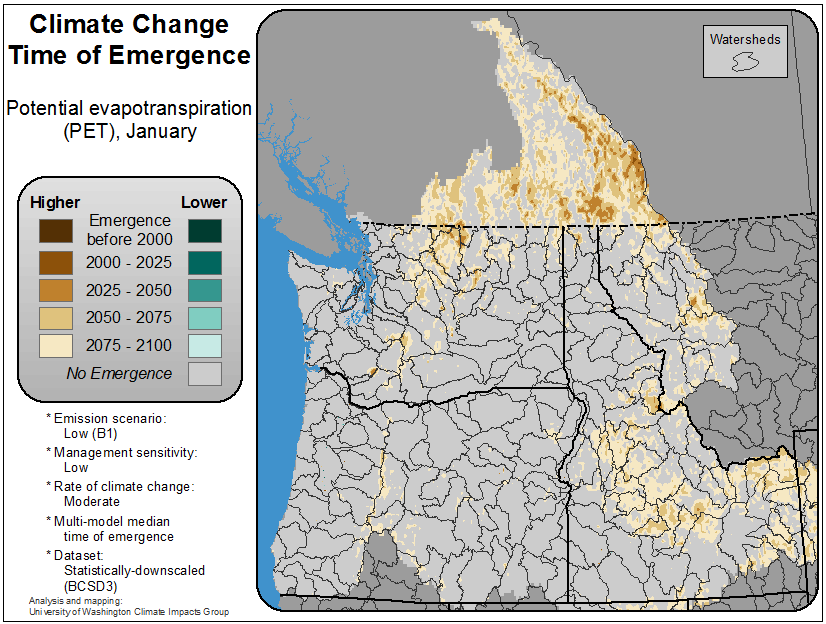 Climate Change
Time of Emergence
Potential evapotranspiration
(PET), January
Higher
Lower
Emergence
before 2000
2000 - 2025
2025 - 2050
2050 - 2075
2075 - 2100
No Emergence
* Emission scenario:
Low (B1)
* Management sensitivity:
Low
* Rate of climate change:
Moderate
* Multi-model median
time of emergence
* Dataset:
Statistically-downscaled
(BCSD3)
Analysis and mapping:
University of Washington Climate Impacts Group
Watersheds